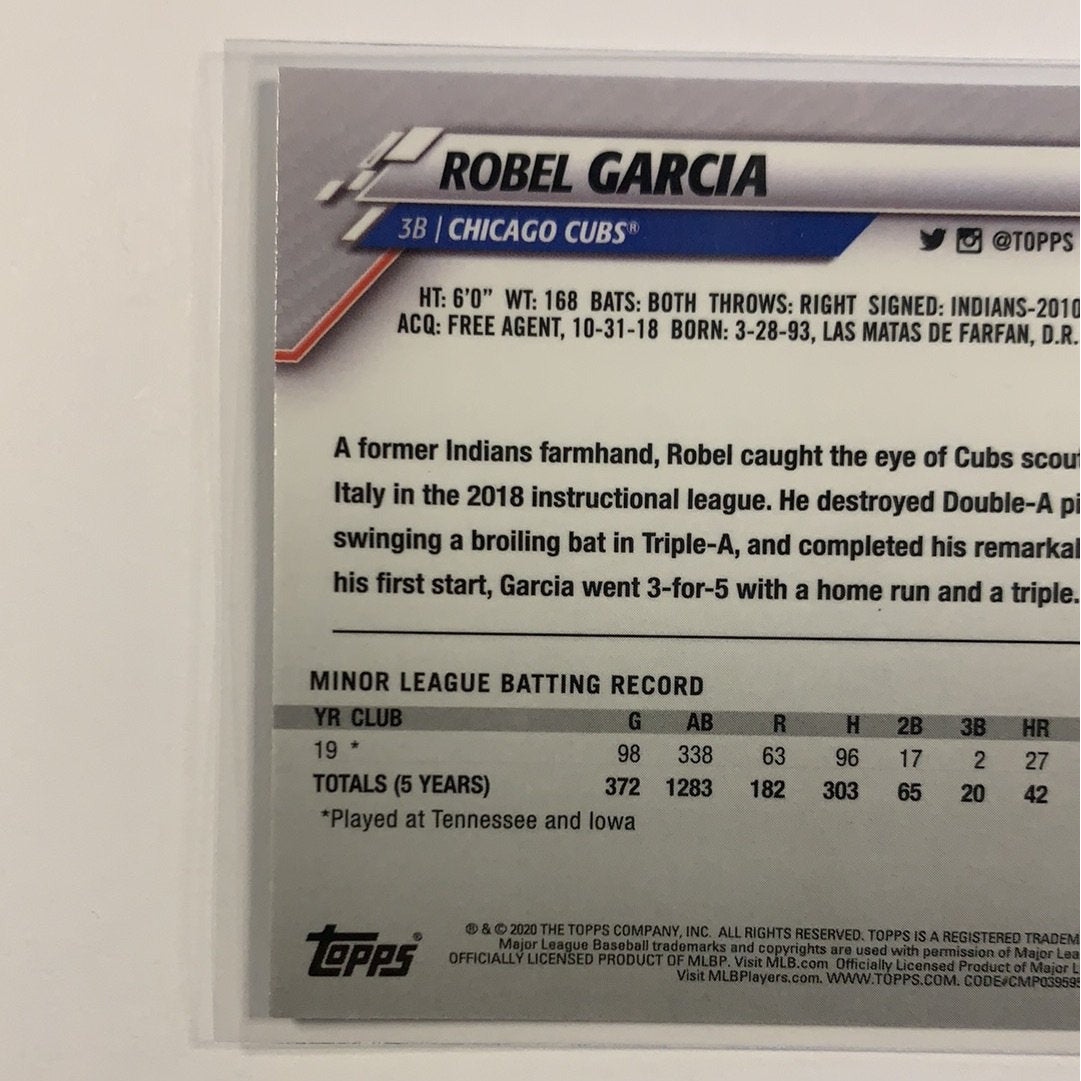 ROBEL GARCIA
3B | CHICAGO CUBS®
@TOPPS
HT: 6'0" WT: 168 BATS: BOTH THROWS: RIGHT SIGNED: INDIANS-2010
ACQ: FREE AGENT, 10-31-18 BORN: 3-28-93, LAS MATAS DE FARFAN, D.R.
A former Indians farmhand, Robel caught the eye of Cubs scout
Italy in the 2018 instructional league. He destroyed Double-A pi
swinging a broiling bat in Triple-A, and completed his remarkal
his first start, Garcia went 3-for-5 with a home run and a triple.
MINOR LEAGUE BATTING RECORD
YR CLUB G AB R H 2B 3B HR
19 * 98 338 63 96 17 2 27
TOTALS (5 YEARS) 372 1283 182 303 65 20 42
*Played at Tennessee and Iowa
Topps®
® & © 2020 THE TOPPS COMPANY, INC. ALL RIGHTS RESERVED. TOPPS IS A REGISTERED TRADEM
Major League Baseball trademarks and copyrights are used with permission of Major Lea
OFFICIALLY LICENSED PRODUCT OF MLBP. Visit MLB.com Officially Licensed Product of Major L
Visit MLBPlayers.com. WWW.TOPPS.COM. CODE#CMP039595